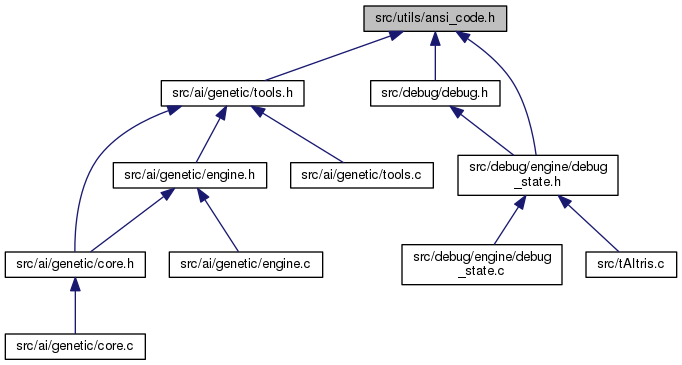 src/utils/ansi_code.h
src/ai/genetic/tools.h
src/debug/debug.h
src/ai/genetic/engine.h
src/ai/genetic/tools.c
src/debug/engine/debug
_state.h
src/ai/genetic/core.h
src/ai/genetic/engine.c
src/debug/engine/debug
_state.c
src/tAltris.c
src/ai/genetic/core.c